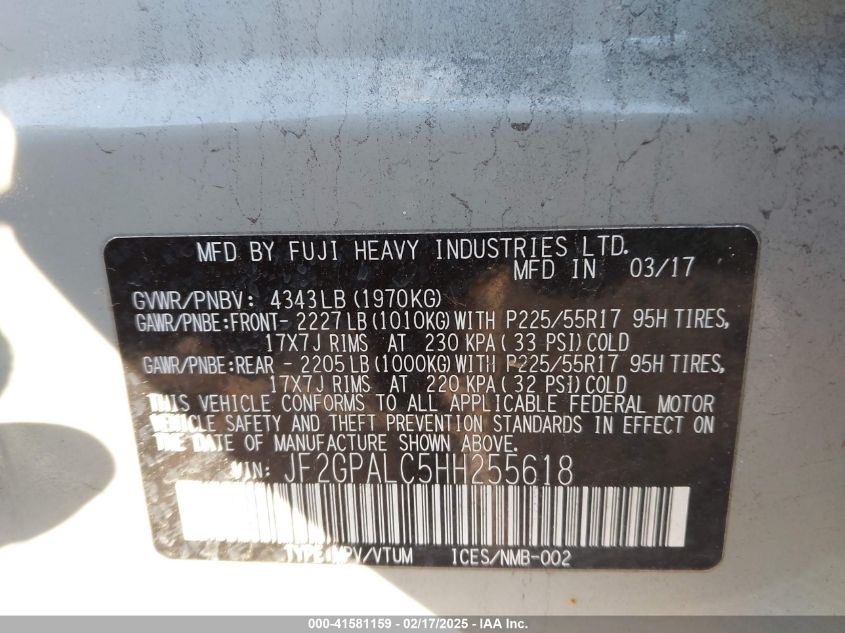 MFD BY FUJI HEAVY INDUSTRIES LTD.
MFD IN 03/17
GVWR/PNBV: 4343LB (1970KG)
GAWR/PNBE:FRONT- 2227 LB (1010KG) WITH P225/55R17 95H TIRES,
17X7J RIMS AT 230 KPA ( 33 PSI) COLD
GAWR/PNBE:REAR - 2205 LB (1000KG) WITH P225/55R17 95H TIRES,
17X7J RIMS AT 220 KPA ( 32 PSI) COLD
THIS VEHICLE CONFORMS TO ALL APPLICABLE FEDERAL MOTOR
VEHICLE SAFETY AND THEFT PREVENTION STANDARDS IN EFFECT ON
THE DATE OF MANUFACTURE SHOWN ABOVE.
VIN: JF2GPALC5HH255618
TYPE:MPV/VTUM ICES/NMB-002
000-41581159 - 02/17/2025 - IAAI INC.